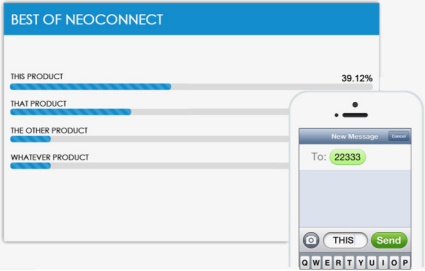 BEST OF NEOCONNECT
THIS PRODUCT
39.12%
THAT PRODUCT
THE OTHER PRODUCT
WHATEVER PRODUCT
New Message
Cancel
To: 22333
THIS
Send
Q W E R T Y U I O P